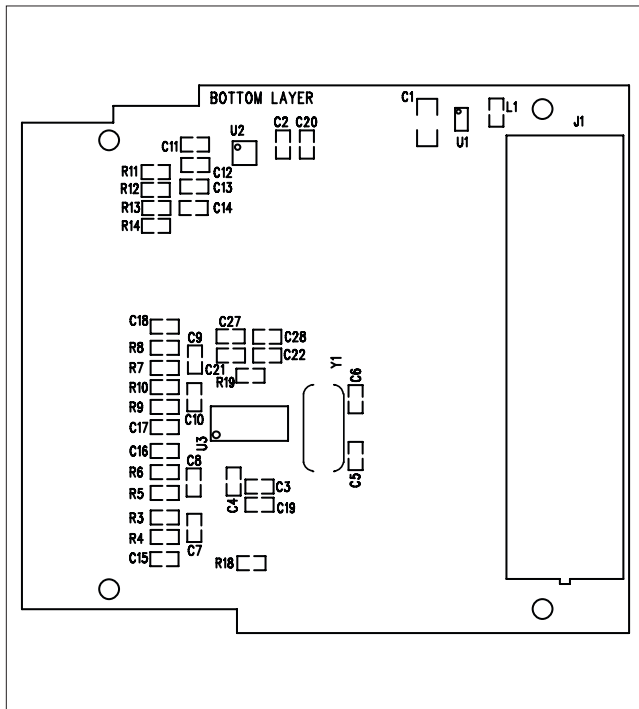 BOTTOM LAYER
C1
L1
J1
U1
U2
C2
C20
C11
C12
C13
C14
R11
R12
R13
R14
C18
R8
R7
R10
R9
C17
C16
R6
R5
R3
R4
C15
C9
C21
C10
C27
C28
C22
R19
U3
Y1
C6
C5
C8
C7
C4
C3
C19
R18